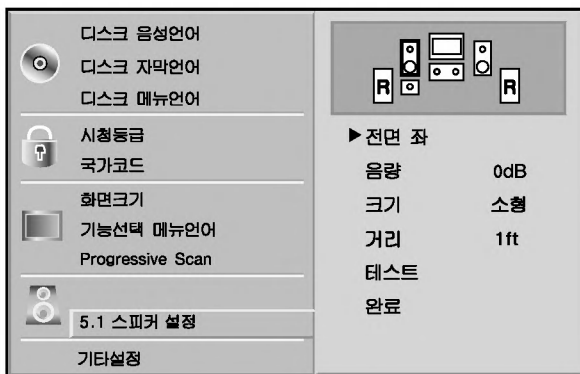 디스크 음성언어
디스크 자막언어
디스크 메뉴언어
시청등급
국가코드
화면크기
기능선택 메뉴언어
Progressive Scan
5.1 스피커 설정
기타설정
R R
▶전면 좌
음량 0dB
크기 소형
거리 1ft
테스트
완료